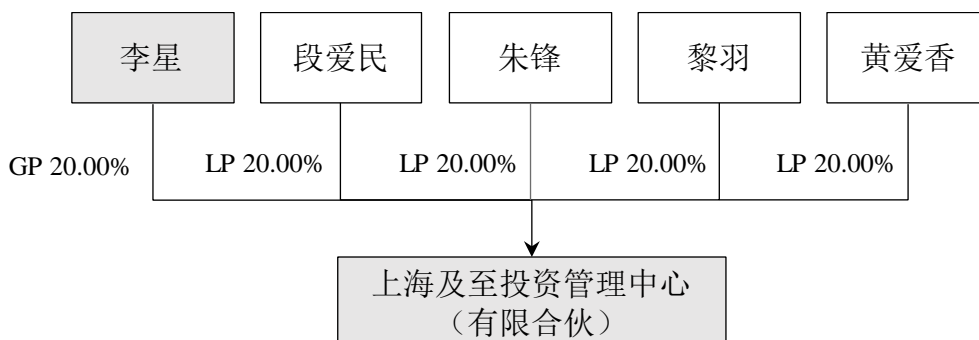 李星
段爱民
朱锋
黎羽
黄爱香
GP 20.00%
LP 20.00%
LP 20.00%
LP 20.00%
LP 20.00%
上海及至投资管理中心
（有限合伙）